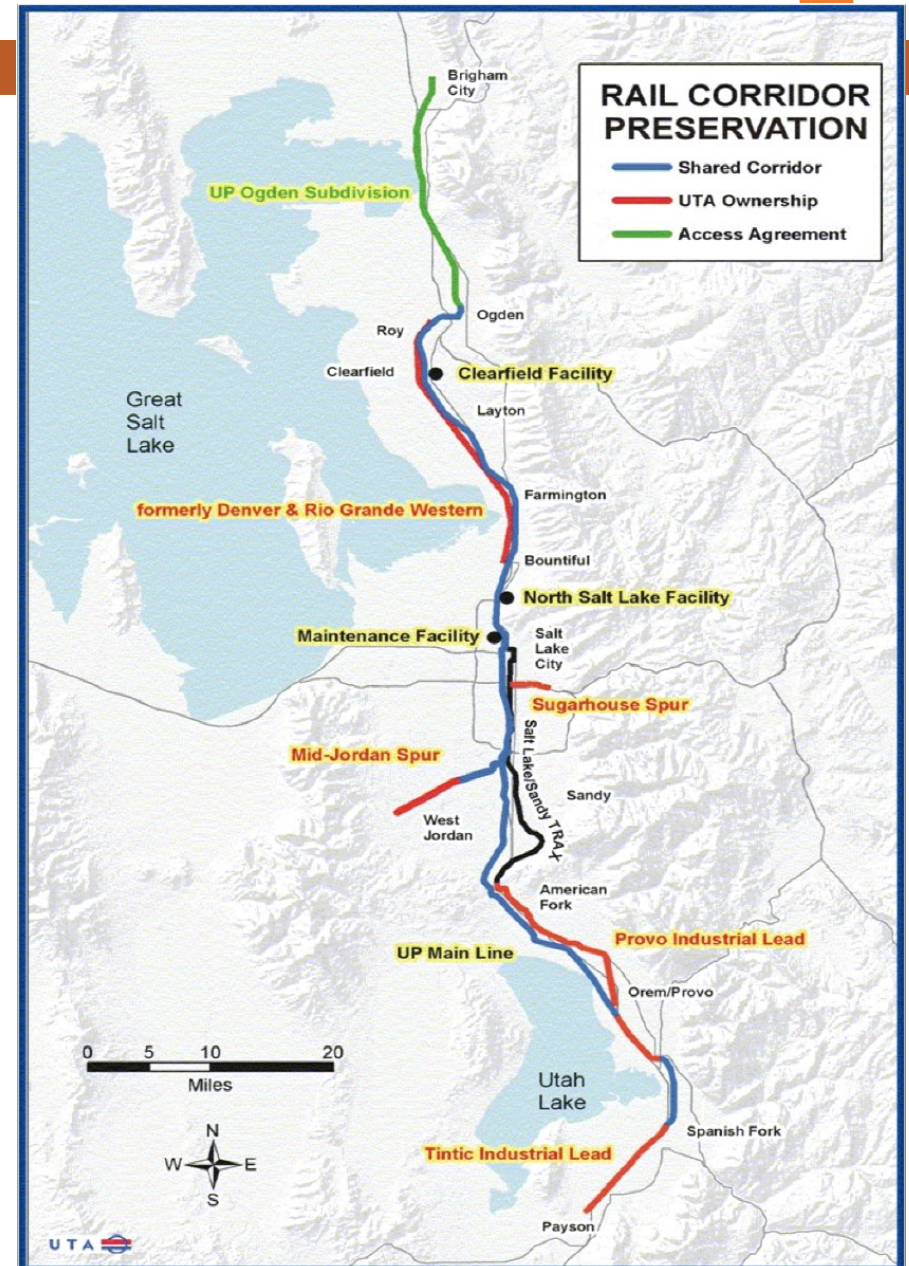 Brigham
City
RAIL CORRIDOR
PRESERVATION
Shared Corridor
UTA Ownership
Access Agreement
UP Ogden Subdivision
Ogden
Roy
Clearfield
Clearfield Facility
Great
Salt
Lake
Layton
Farmington
formerly Denver & Rio Grande Western
Bountiful
North Salt Lake Facility
Maintenance Facility
Salt
Lake
City
Sugarhouse Spur
Mid-Jordan Spur
Salt Lake/Sandy TRAX
Sandy
West
Jordan
American
Fork
Provo Industrial Lead
UP Main Line
Orem/Provo
0 5 10 20
Miles
Utah
Lake
N
W E
S
Spanish Fork
Tintic Industrial Lead
Payson
UTA